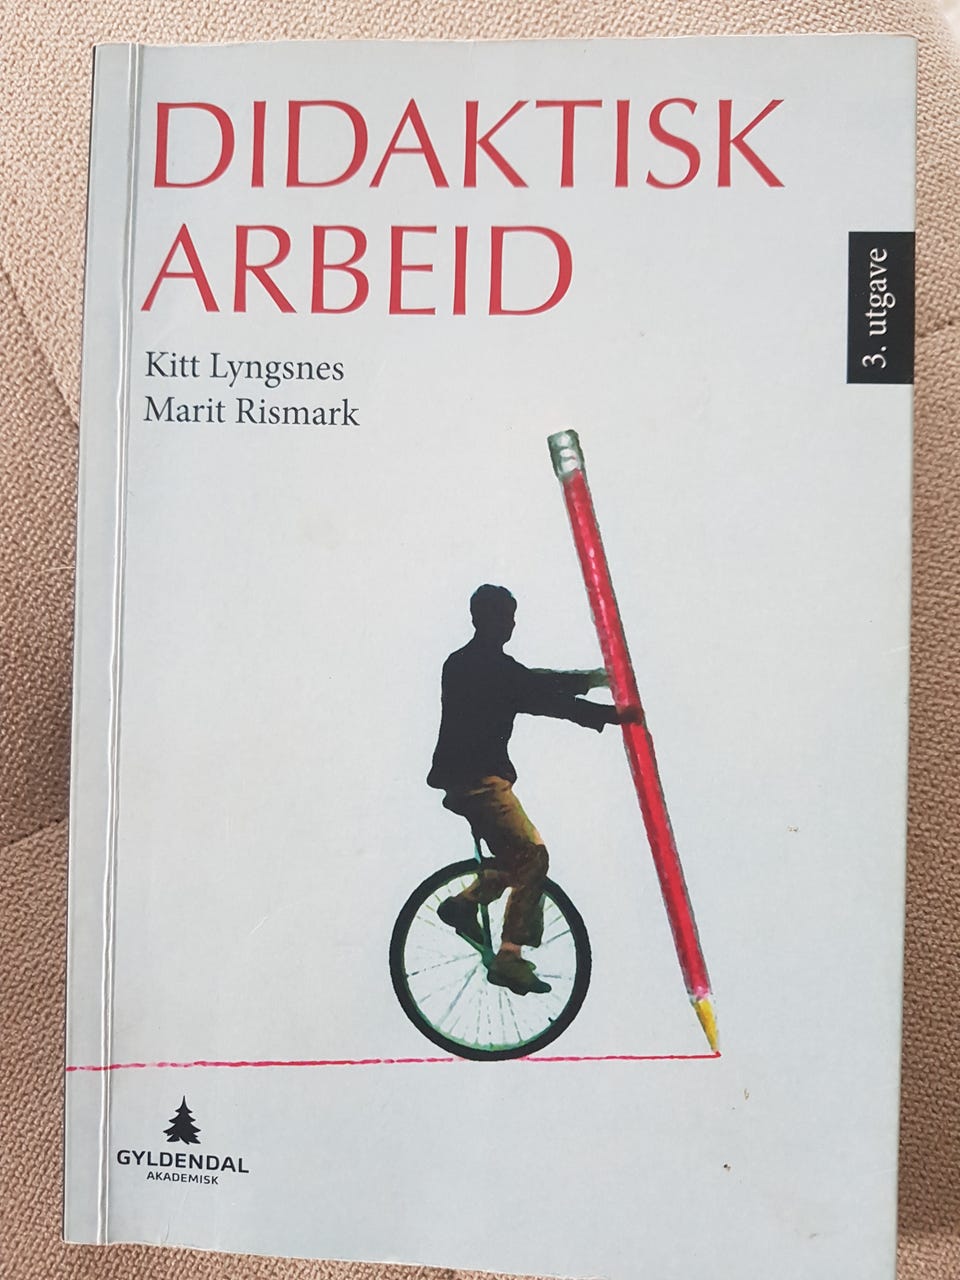 DIDAKTISK
ARBEID
3. utgave
Kitt Lyngsnes
Marit Rismark
GYLDENDAL
AKADEMISK